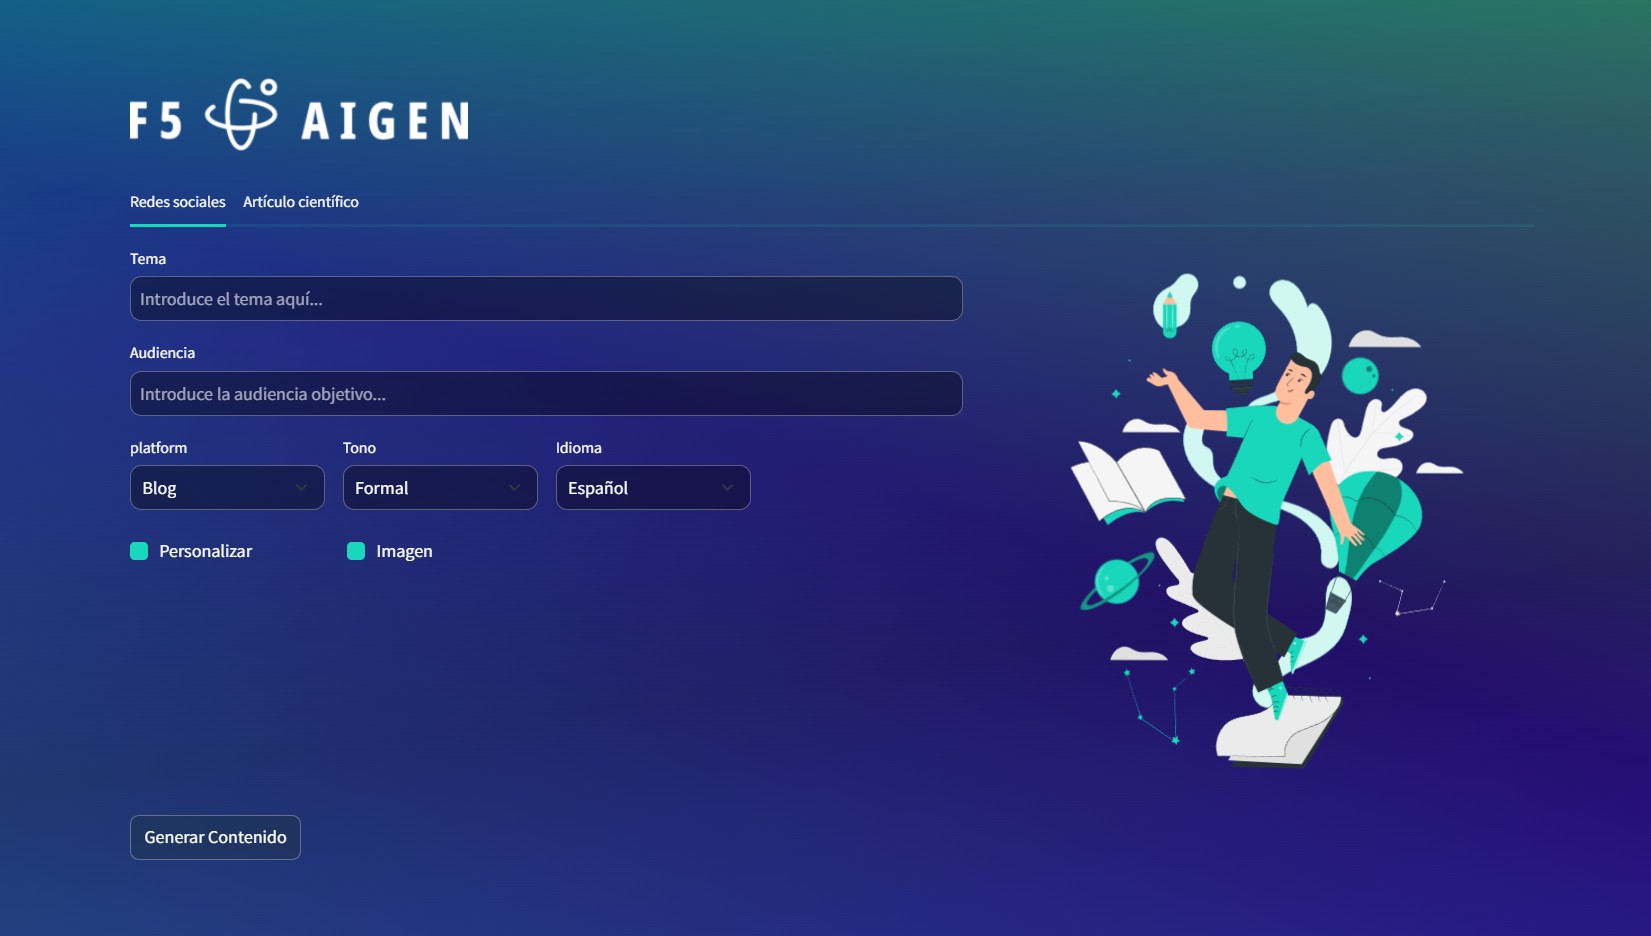 F5 AIGEN
Redes sociales Artículo científico
Tema
Introduce el tema aquí...
Audiencia
Introduce la audiencia objetivo...
platform Tono Idioma
Blog Formal Español
Personalizar Imagen
Generar Contenido